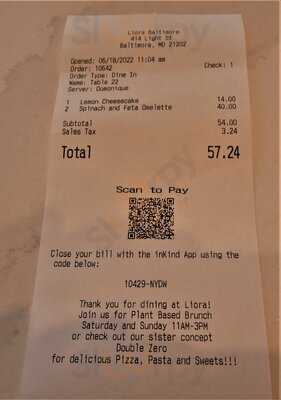 Liora Baltimore
414 Light St
Baltimore, MD 21202
Opened: 06/18/2022 11:04 am
Check: 1
Order: 10642
Order Type: Dine In
Name: Table 22
Server: Domonique
1 Lemon Cheesecake 14.00
2 Spinach and Feta Omelette 40.00
Subtotal 54.00
Sales Tax 3.24
Total 57.24
Scan to Pay
Close your bill with the inKind App using the
code below:
10429-NYDW
Thank you for dining at Liora!
Join us for Plant Based Brunch
Saturday and Sunday 11AM-3PM
or check out our sister concept
Double Zero
for delicious Pizza, Pasta and Sweets!!!